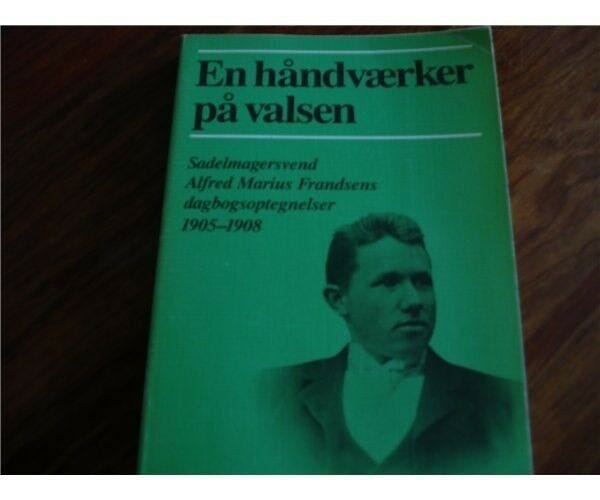 En håndværker
på valsen
Sadelmagersvend
Alfred Marius Frandsens
dagbogsoptegnelser
1905-1908